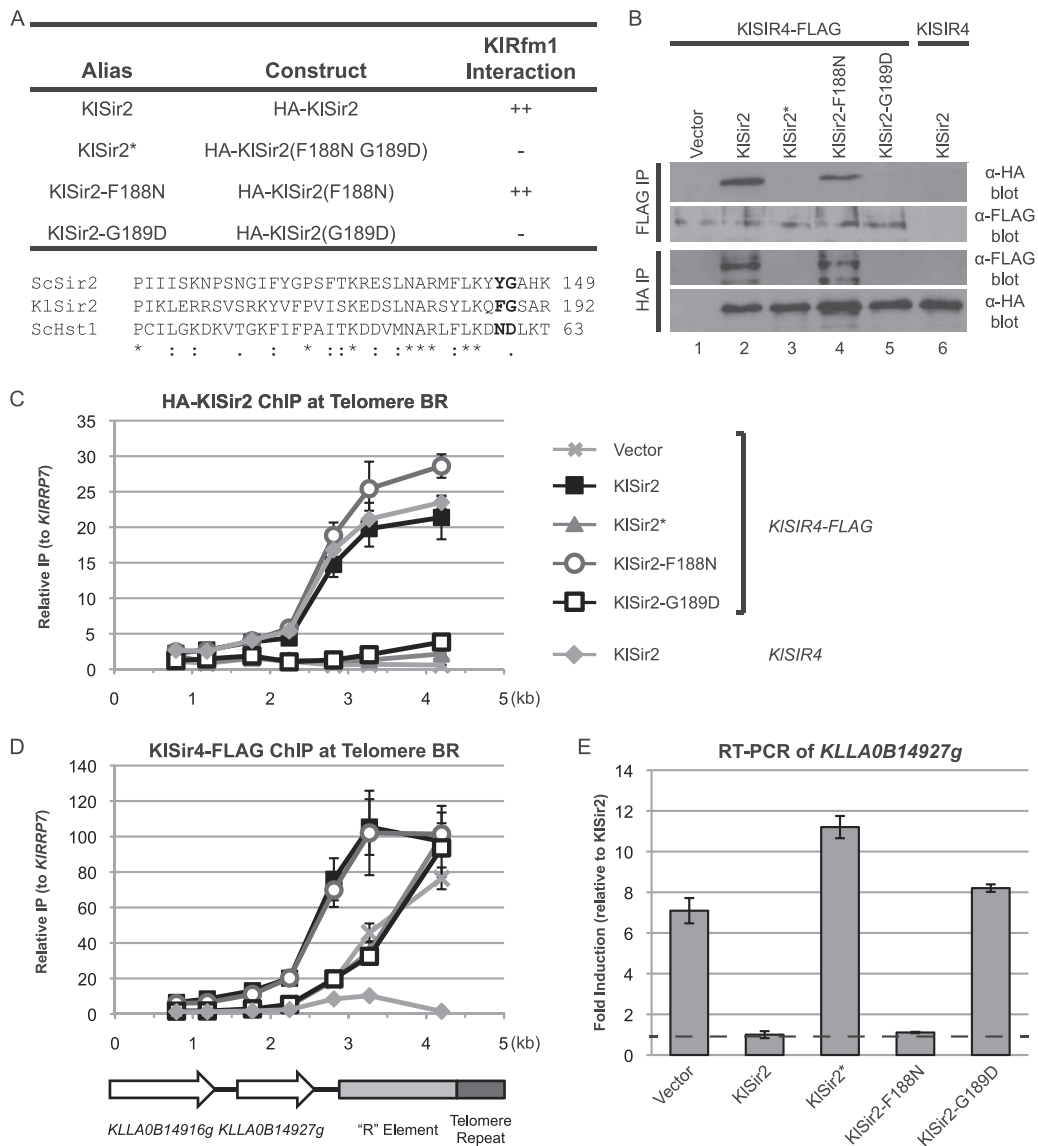 A
Alias Construct KlRfm1 Interaction
KlSir2 HA-KlSir2 ++
KlSir2* HA-KlSir2(F188N G189D) -
KlSir2-F188N HA-KlSir2(F188N) ++
KlSir2-G189D HA-KlSir2(G189D) -
ScSir2 PIIISKNPSNGIFYGPSFTKRESLNARMFLKYYGAHK 149
KlSir2 PIKLERRSVSRKYVFPVISKEDSLNARSYLKQFGSAR 192
ScHst1 PCILGKDKVTGKFIFPAITKDDVMNARLFLKDNDLKT 63
* : : . : * :: : *** :* .
B
KlSIR4-FLAG KlSIR4
Vector KlSir2 KlSir2* KlSir2-F188N KlSir2-G189D KlSir2
FLAG IP
α-HA blot
α-FLAG blot
HA IP
α-FLAG blot
α-HA blot
1 2 3 4 5 6
C
HA-KlSir2 ChIP at Telomere BR
Relative IP (to KlRRP7)
35
30
25
20
15
10
5
0
0 1 2 3 4 5 (kb)
Vector
KlSir2
KlSir2*
KlSir2-F188N
KlSir2-G189D
KlSIR4-FLAG
KlSir2 KlSIR4
D
KlSir4-FLAG ChIP at Telomere BR
Relative IP (to KlRRP7)
140
120
100
80
60
40
20
0
0 1 2 3 4 5 (kb)
KLLA0B14916g KLLA0B14927g "R" Element Telomere Repeat
E
RT-PCR of KLLA0B14927g
Fold Induction (relative to KlSir2)
14
12
10
8
6
4
2
0
Vector KlSir2 KlSir2* KlSir2-F188N KlSir2-G189D